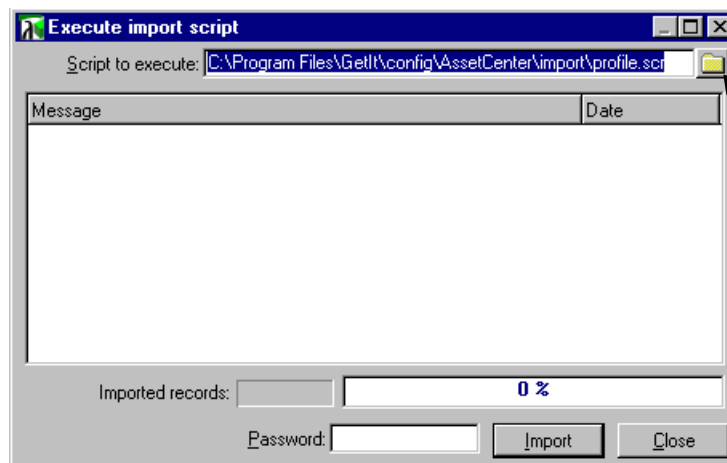 Execute import script
Script to execute: C:\Program Files\GetIt\config\AssetCenter\import\profile.scr
Message Date
Imported records: 0 %
Password: Import Close